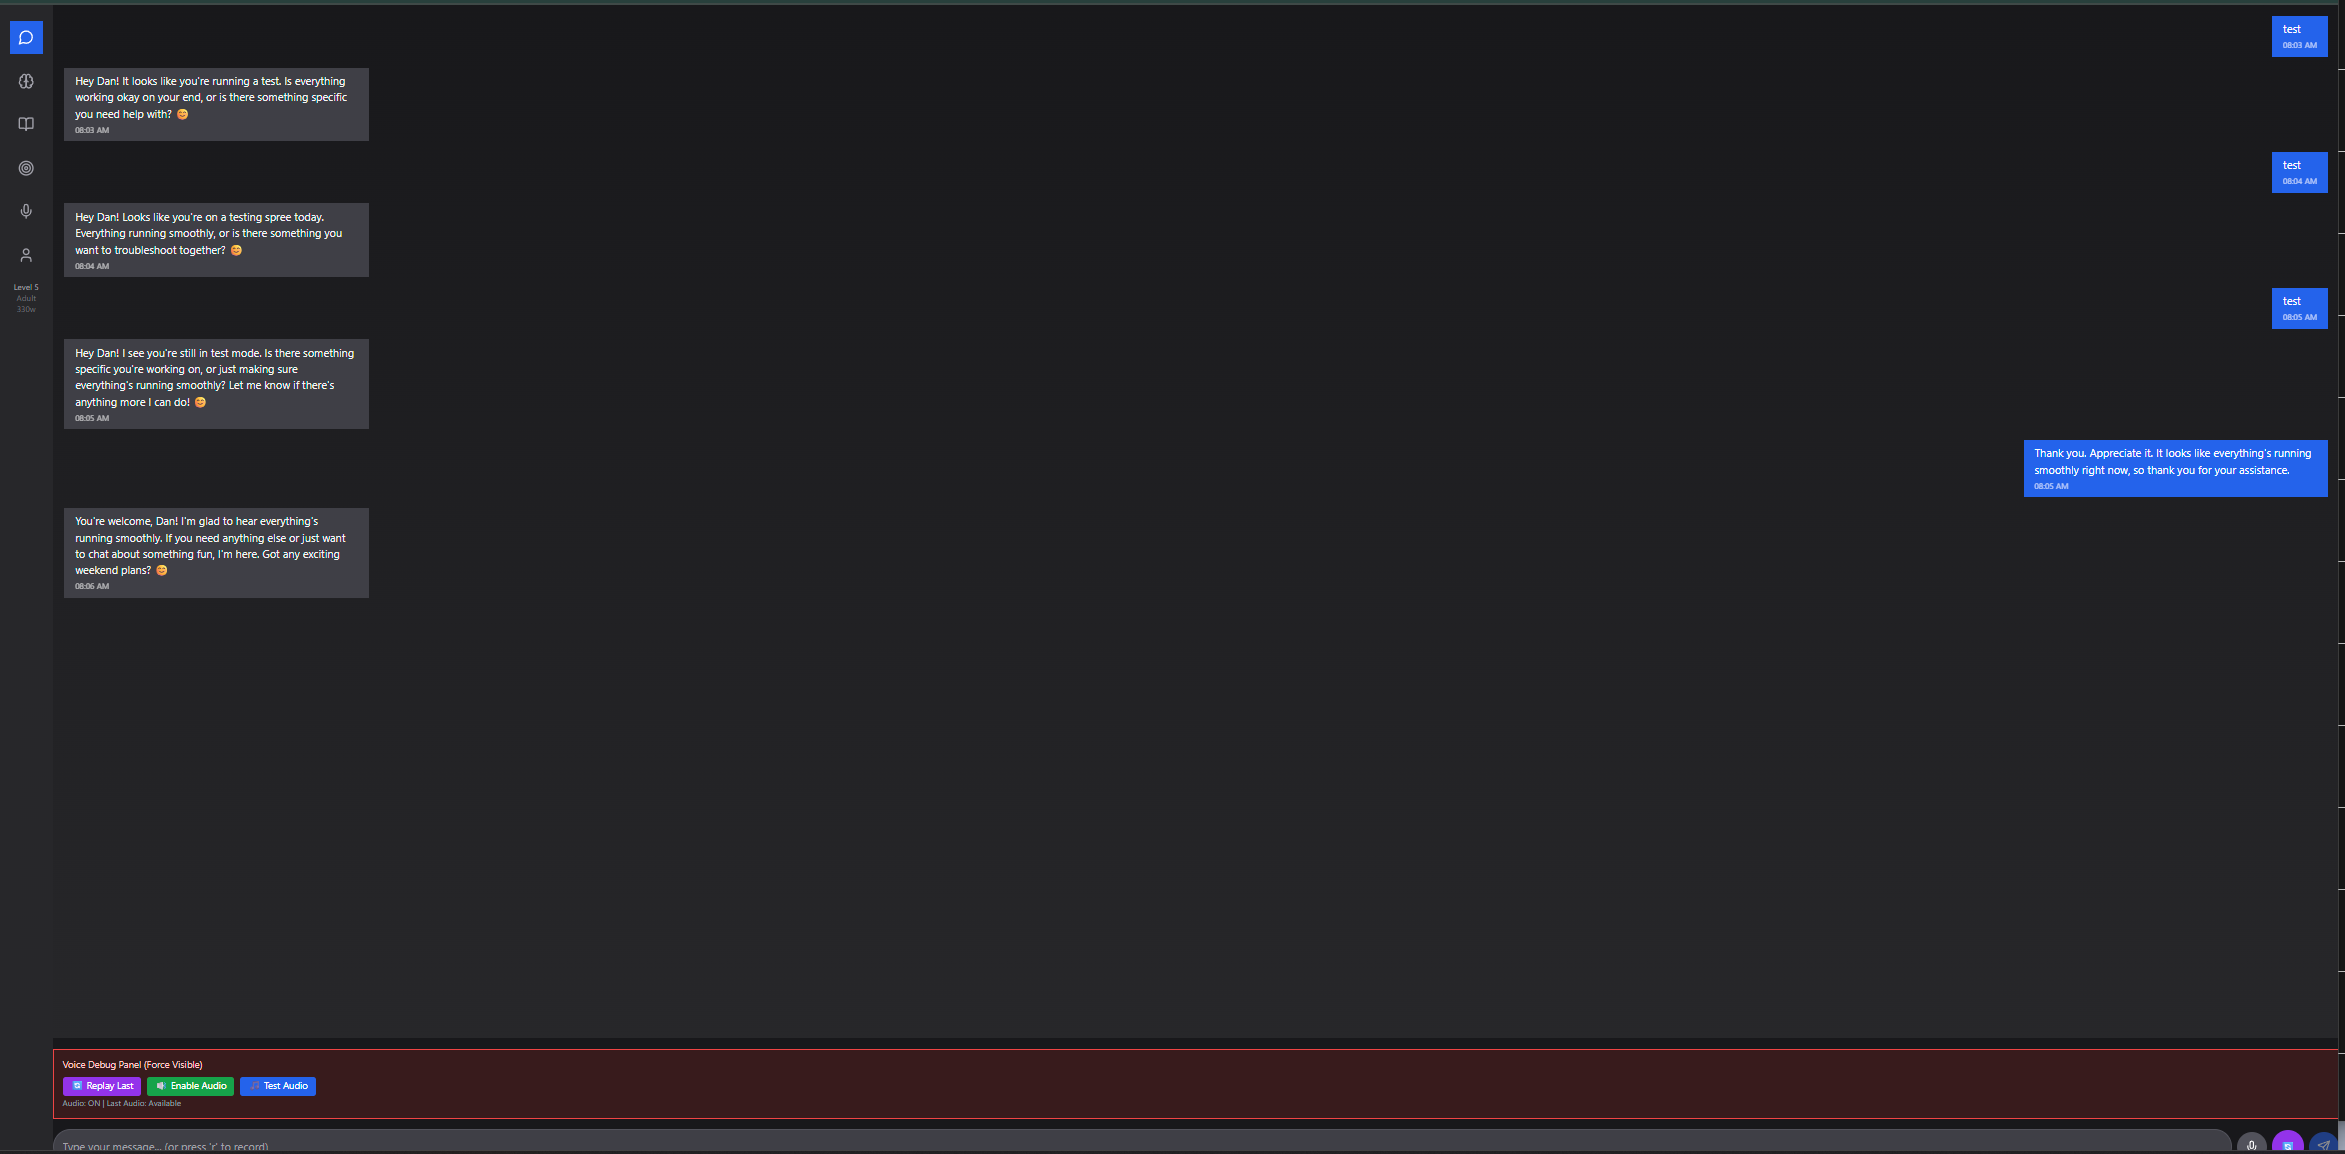 test
08:03 AM
Hey Dan! It looks like you're running a test. Is everything
working okay on your end, or is there something specific
you need help with? 😊
08:03 AM
test
08:04 AM
Hey Dan! Looks like you're on a testing spree today.
Everything running smoothly, or is there something you
want to troubleshoot together? 😊
08:04 AM
Level 5
Adult
330w
test
08:05 AM
Hey Dan! I see you're still in test mode. Is there something
specific you're working on, or just making sure
everything's running smoothly? Let me know if there's
anything more I can do! 😊
08:05 AM
Thank you. Appreciate it. It looks like everything's running
smoothly right now, so thank you for your assistance.
08:05 AM
You're welcome, Dan! I'm glad to hear everything's
running smoothly. If you need anything else or just want
to chat about something fun, I'm here. Got any exciting
weekend plans? 😊
08:06 AM
Voice Debug Panel (Force Visible)
Replay Last
Enable Audio
Test Audio
Audio: ON | Last Audio: Available
Type your message... (or press 'r' to record)